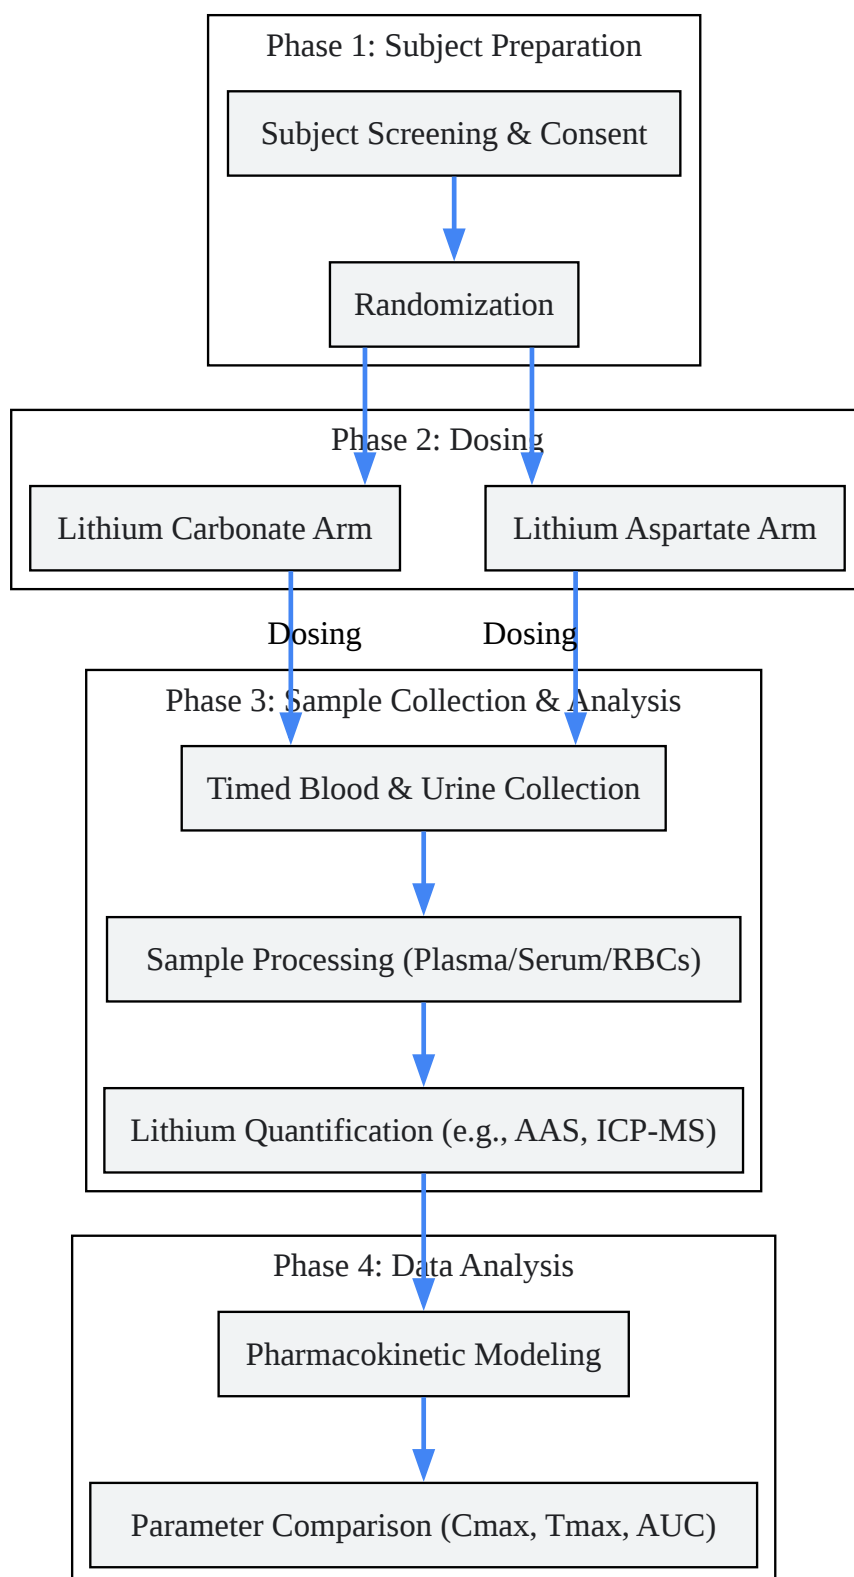 Phase 1: Subject Preparation
Subject Screening & Consent
Randomization
Phase 2: Dosing
Lithium Carbonate Arm
Lithium Aspartate Arm
Dosing
Dosing
Phase 3: Sample Collection & Analysis
Timed Blood & Urine Collection
Sample Processing (Plasma/Serum/RBCs)
Lithium Quantification (e.g., AAS, ICP-MS)
Phase 4: Data Analysis
Pharmacokinetic Modeling
Parameter Comparison (Cmax, Tmax, AUC)